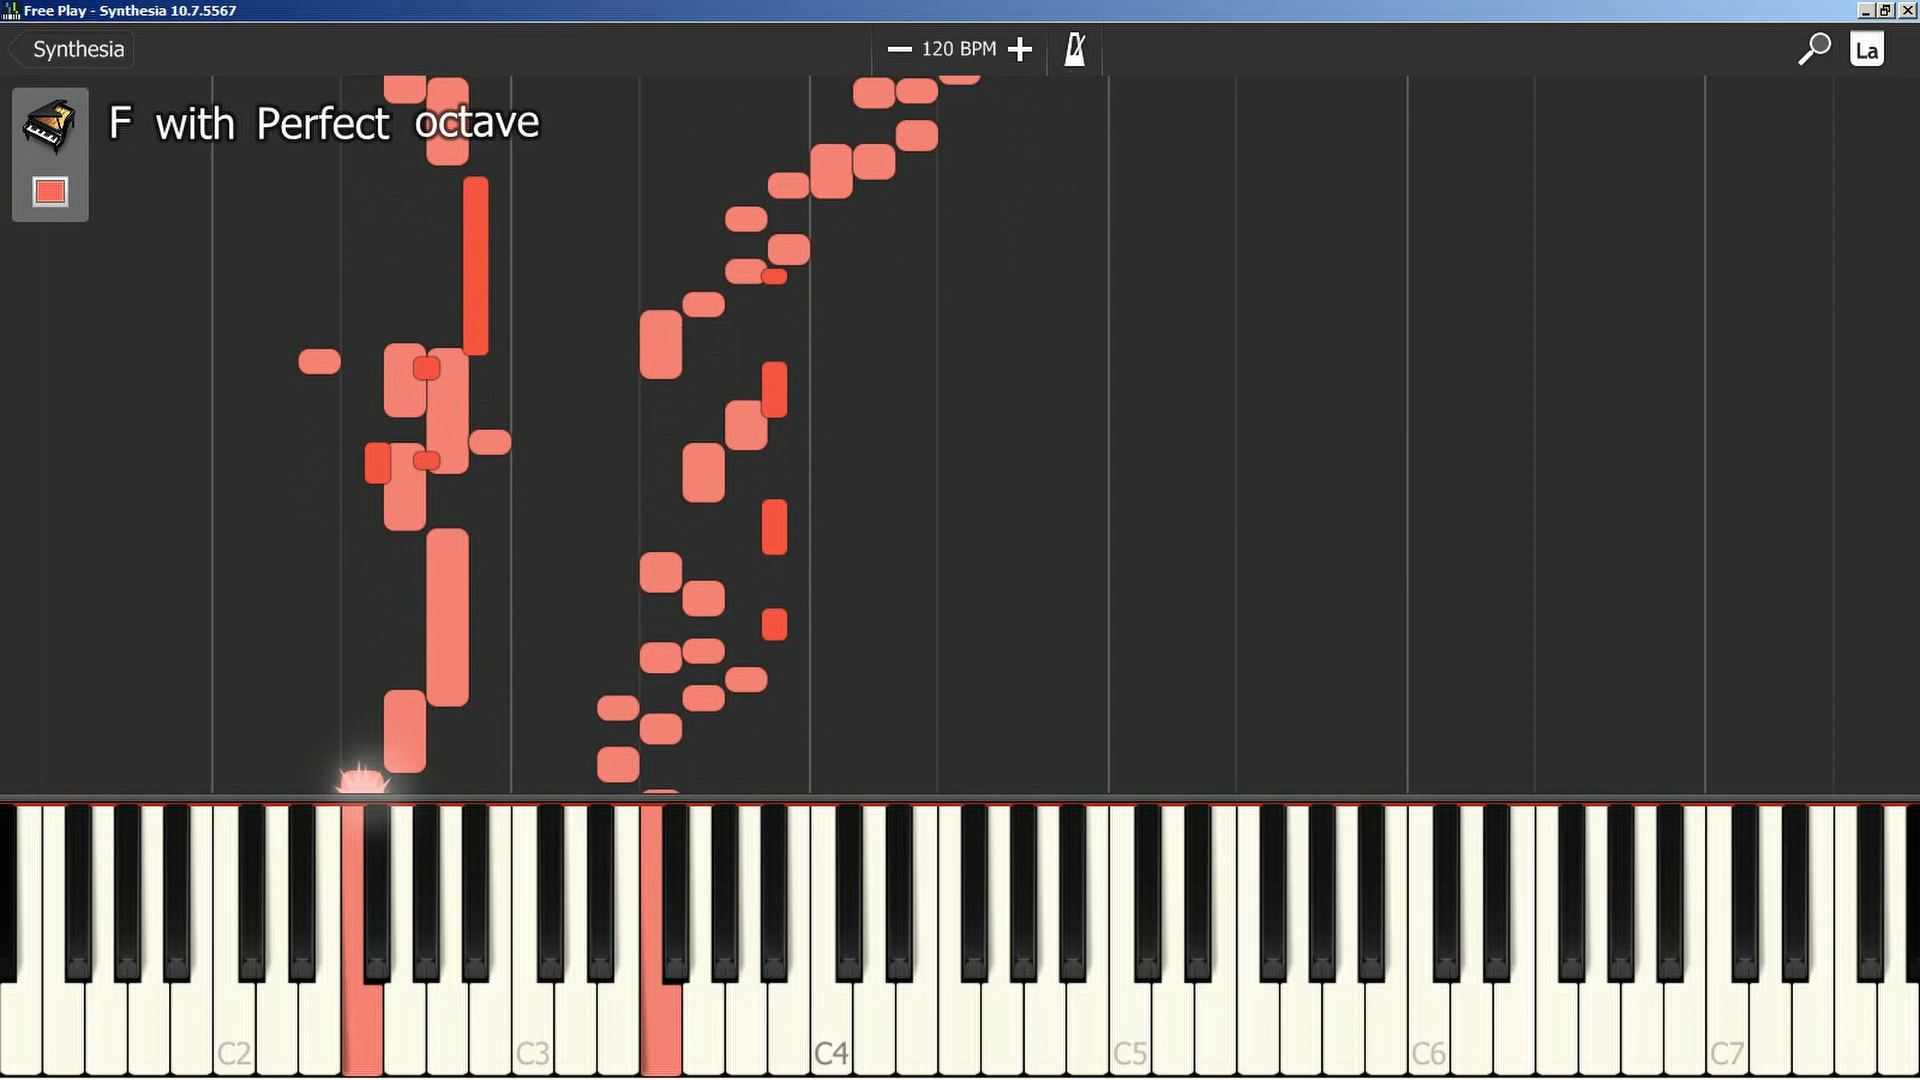 Free Play - Synthesia 10.7.5567
Synthesia
120 BPM
La
F with Perfect octave
C2 C3 C4 C5 C6 C7